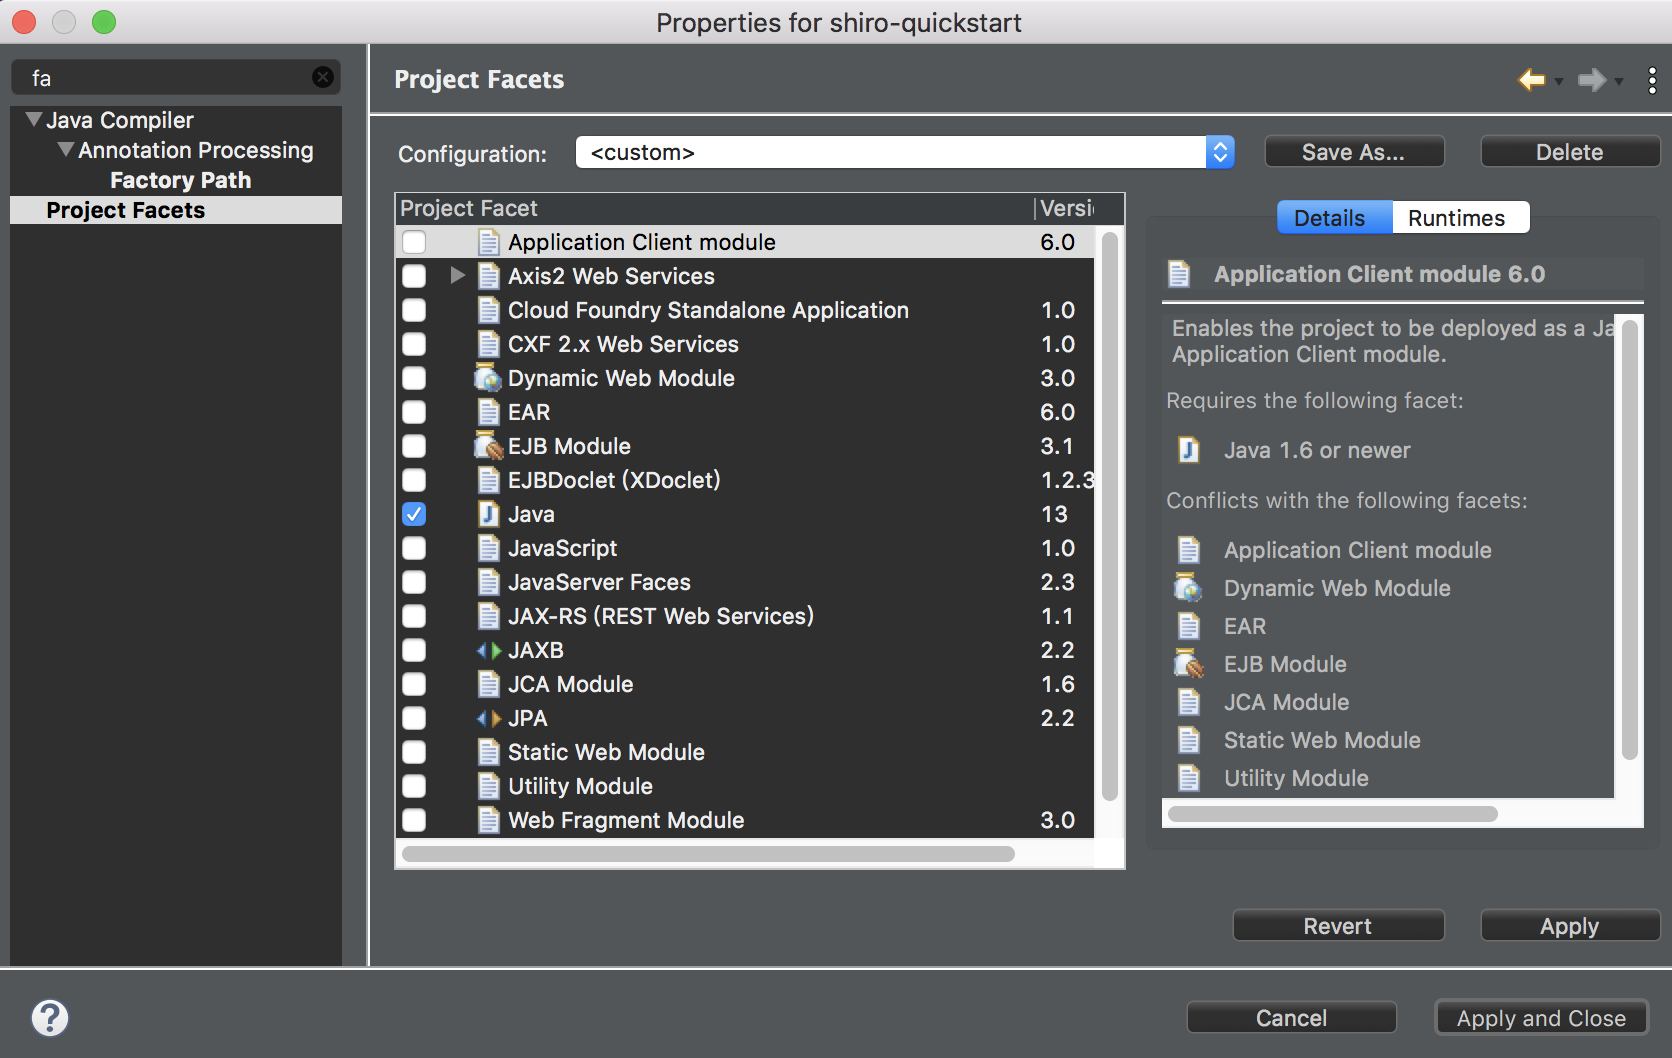 Properties for shiro-quickstart
fa
Java Compiler
Annotation Processing
Factory Path
Project Facets
Project Facets
Configuration:
<custom>
Save As...
Delete
Project Facet
Versi
Application Client module 6.0
Axis2 Web Services
Cloud Foundry Standalone Application 1.0
CXF 2.x Web Services 1.0
Dynamic Web Module 3.0
EAR 6.0
EJB Module 3.1
EJBDoclet (XDoclet) 1.2.3
Java 13
JavaScript 1.0
JavaServer Faces 2.3
JAX-RS (REST Web Services) 1.1
JAXB 2.2
JCA Module 1.6
JPA 2.2
Static Web Module
Utility Module
Web Fragment Module 3.0
Details
Runtimes
Application Client module 6.0
Enables the project to be deployed as a Ja
Application Client module.
Requires the following facet:
Java 1.6 or newer
Conflicts with the following facets:
Application Client module
Dynamic Web Module
EAR
EJB Module
JCA Module
Static Web Module
Utility Module
Revert
Apply
?
Cancel
Apply and Close